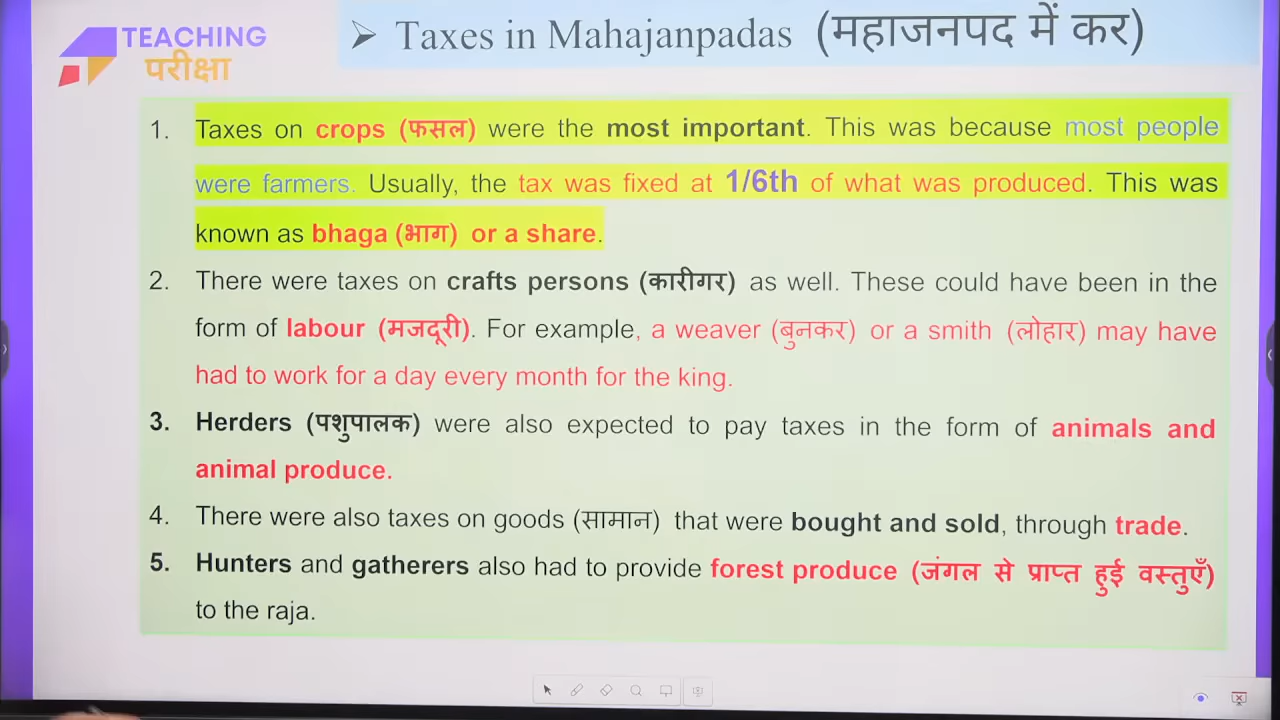 TEACHING
परीक्षा
➢ Taxes in Mahajanpadas (महाजनपद में कर)
1. Taxes on crops (फसल) were the most important. This was because most people
were farmers. Usually, the tax was fixed at 1/6th of what was produced. This was
known as bhaga (भाग) or a share.
2. There were taxes on crafts persons (कारीगर) as well. These could have been in the
form of labour (मजदूरी). For example, a weaver (बुनकर) or a smith (लोहार) may have
had to work for a day every month for the king.
3. Herders (पशुपालक) were also expected to pay taxes in the form of animals and
animal produce.
4. There were also taxes on goods (सामान) that were bought and sold, through trade.
5. Hunters and gatherers also had to provide forest produce (जंगल से प्राप्त हुई वस्तुएँ)
to the raja.